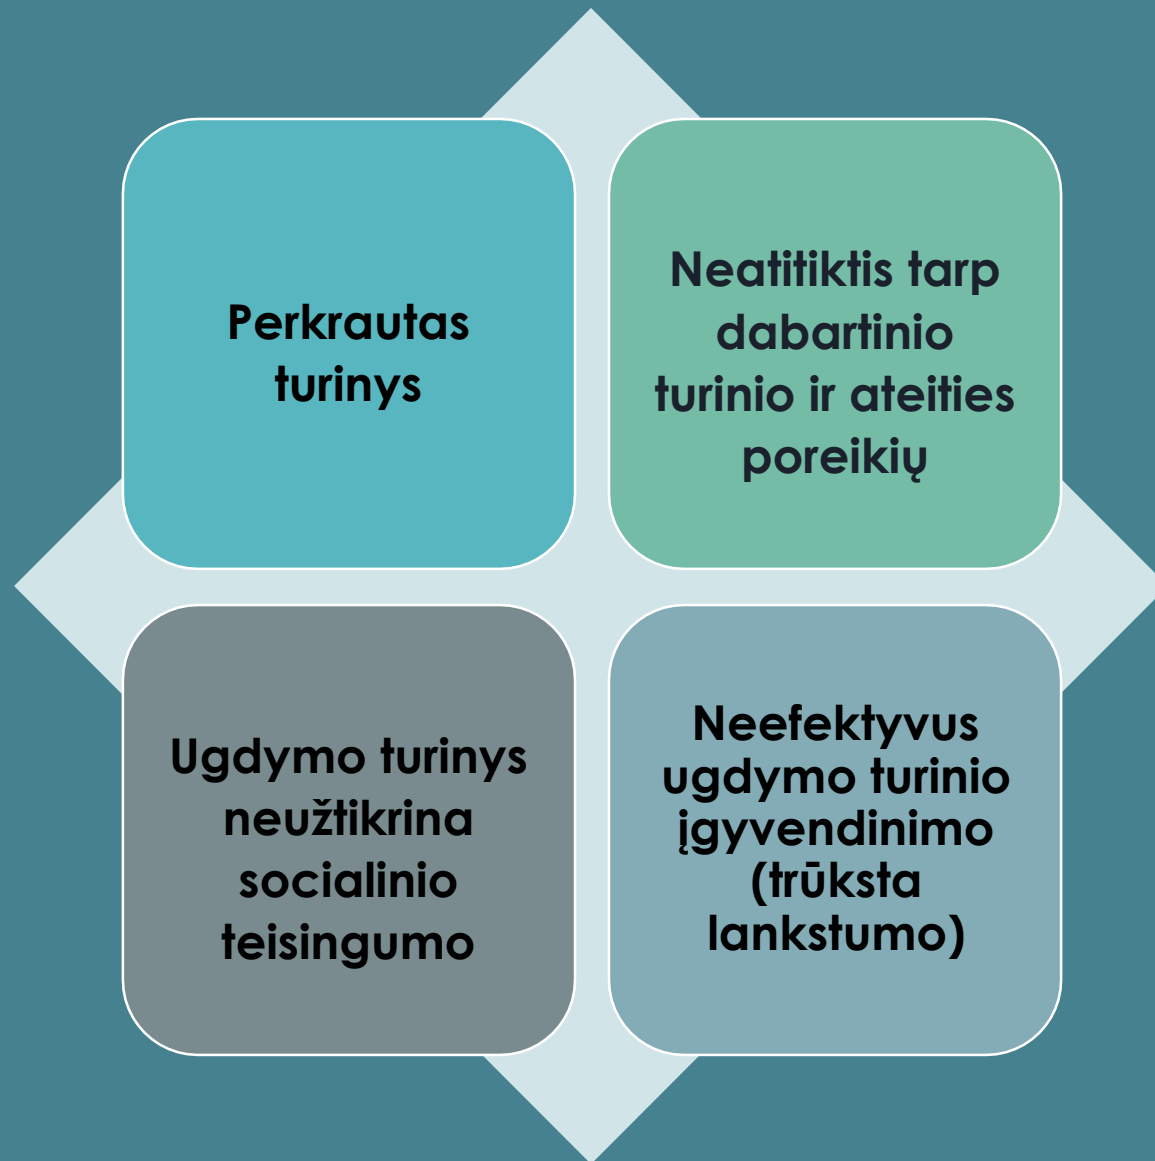 Perkrautas
turinys
Neatitiktis tarp
dabartinio
turinio ir ateities
poreikių
Ugdymo turinys
neužtikrina
socialinio
teisingumo
Neefektyvus
ugdymo turinio
įgyvendinimo
(trūksta
lankstumo)